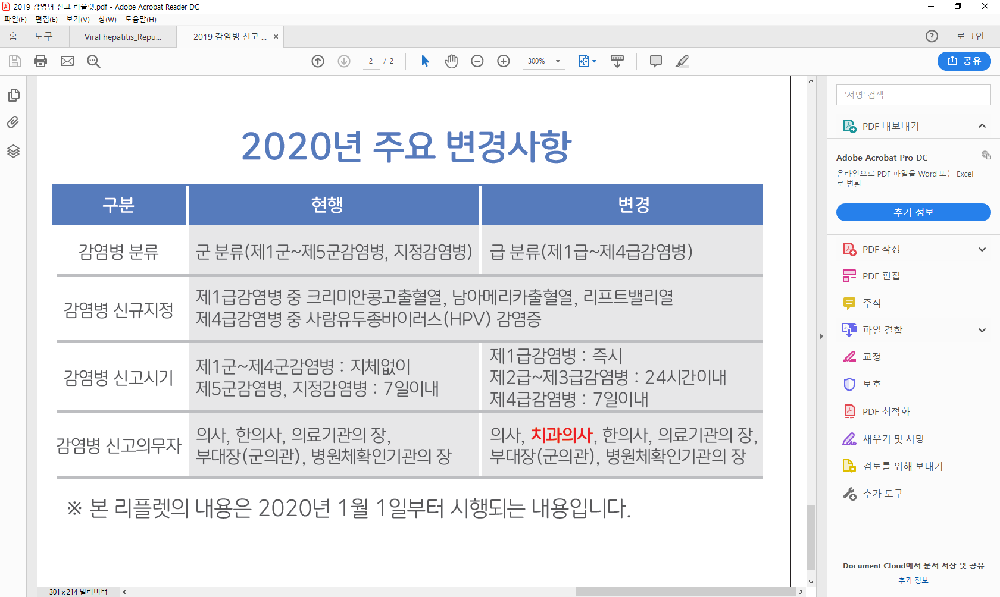 2019 감염병 신고 리플렛.pdf - Adobe Acrobat Reader DC
파일(F) 편집(E) 보기(V) 창(W) 도움말(H)
홈 도구 Viral hepatitis_Repu... 2019 감염병 신고 ... × 로그인
2 / 2 300% 공유
'서명' 검색
PDF 내보내기
Adobe Acrobat Pro DC
온라인으로 PDF 파일을 Word 또는 Excel
로 변환
추가 정보
PDF 작성
PDF 편집
주석
파일 결합
교정
보호
PDF 최적화
채우기 및 서명
검토를 위해 보내기
추가 도구
Document Cloud에서 문서 저장 및 공유
추가 정보
2020년 주요 변경사항
구분 현행 변경
감염병 분류 군 분류(제1군~제5군감염병, 지정감염병) 급 분류(제1급~제4급감염병)
감염병 신규지정
제1급감염병 중 크리미안콩고출혈열, 남아메리카출혈열, 리프트밸리열
제4급감염병 중 사람유두종바이러스(HPV) 감염증
감염병 신고시기
제1군~제4군감염병 : 지체없이
제5군감염병, 지정감염병 : 7일이내
제1급감염병 : 즉시
제2급~제3급감염병 : 24시간이내
제4급감염병 : 7일이내
감염병 신고의무자
의사, 한의사, 의료기관의 장,
부대장(군의관), 병원체확인기관의 장
의사, 치과의사, 한의사, 의료기관의 장,
부대장(군의관), 병원체확인기관의 장
※ 본 리플렛의 내용은 2020년 1월 1일부터 시행되는 내용입니다.
301 x 214 밀리미터